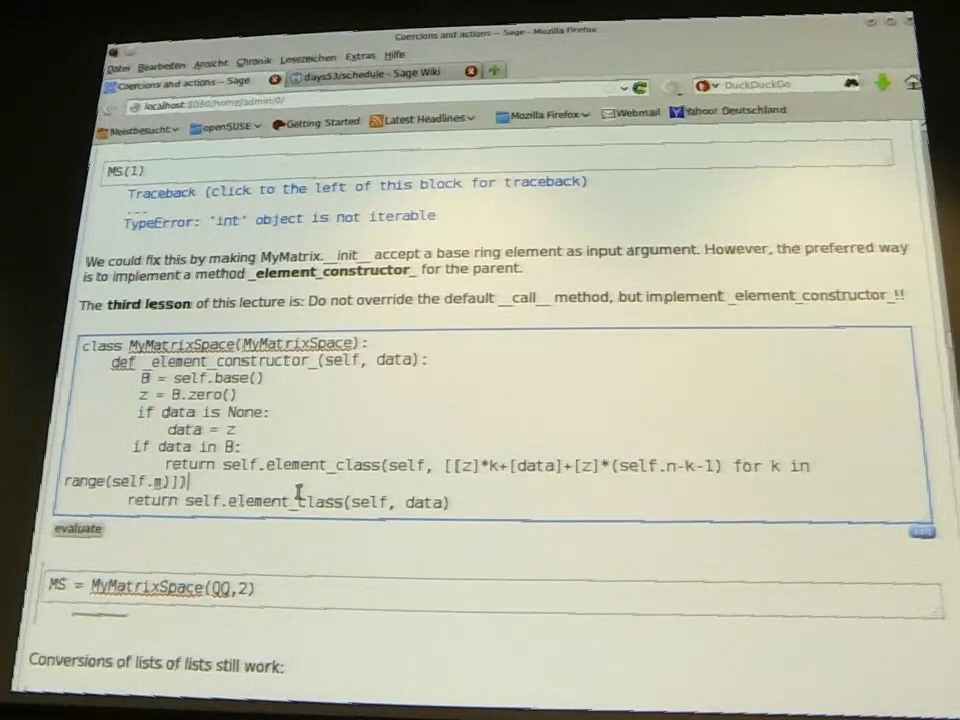 Coercions and actions — Sage - Mozilla Firefox
Datei Bearbeiten Ansicht Chronik Lesezeichen Extras Hilfe
Coercions and actions — Sage
days53/schedule - Sage Wiki
localhost:8080/home/admin/0/
DuckDuckGo
Meistbesucht openSUSE Getting Started Latest Headlines Mozilla Firefox Webmail Yahoo! Deutschland
MS(1)
Traceback (click to the left of this block for traceback)
...
TypeError: 'int' object is not iterable
We could fix this by making MyMatrix.__init__ accept a base ring element as input argument. However, the preferred way
is to implement a method _element_constructor_ for the parent.
The third lesson of this lecture is: Do not override the default __call__ method, but implement _element_constructor_!!
class MyMatrixSpace(MyMatrixSpace):
def _element_constructor_(self, data):
B = self.base()
z = B.zero()
if data is None:
data = z
if data in B:
return self.element_class(self, [[z]*k+[data]+[z]*(self.n-k-1) for k in
range(self.m)])
return self.element_class(self, data)
evaluate
MS = MyMatrixSpace(QQ,2)
Conversions of lists of lists still work: